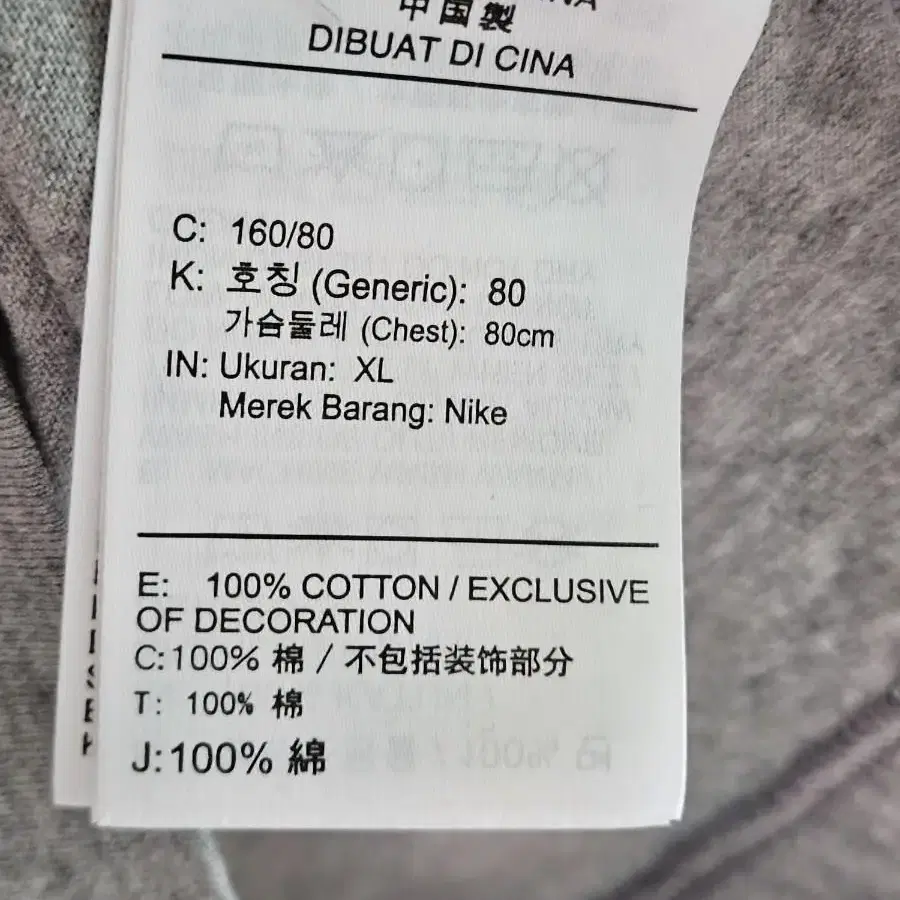 中国製
DIBUAT DI CINA
C: 160/80
K: 호칭 (Generic): 80
가슴둘레 (Chest): 80cm
IN: Ukuran: XL
Merek Barang: Nike
E: 100% COTTON / EXCLUSIVE
OF DECORATION
C:100% 棉 / 不包括装饰部分
T: 100% 棉
J:100% 綿